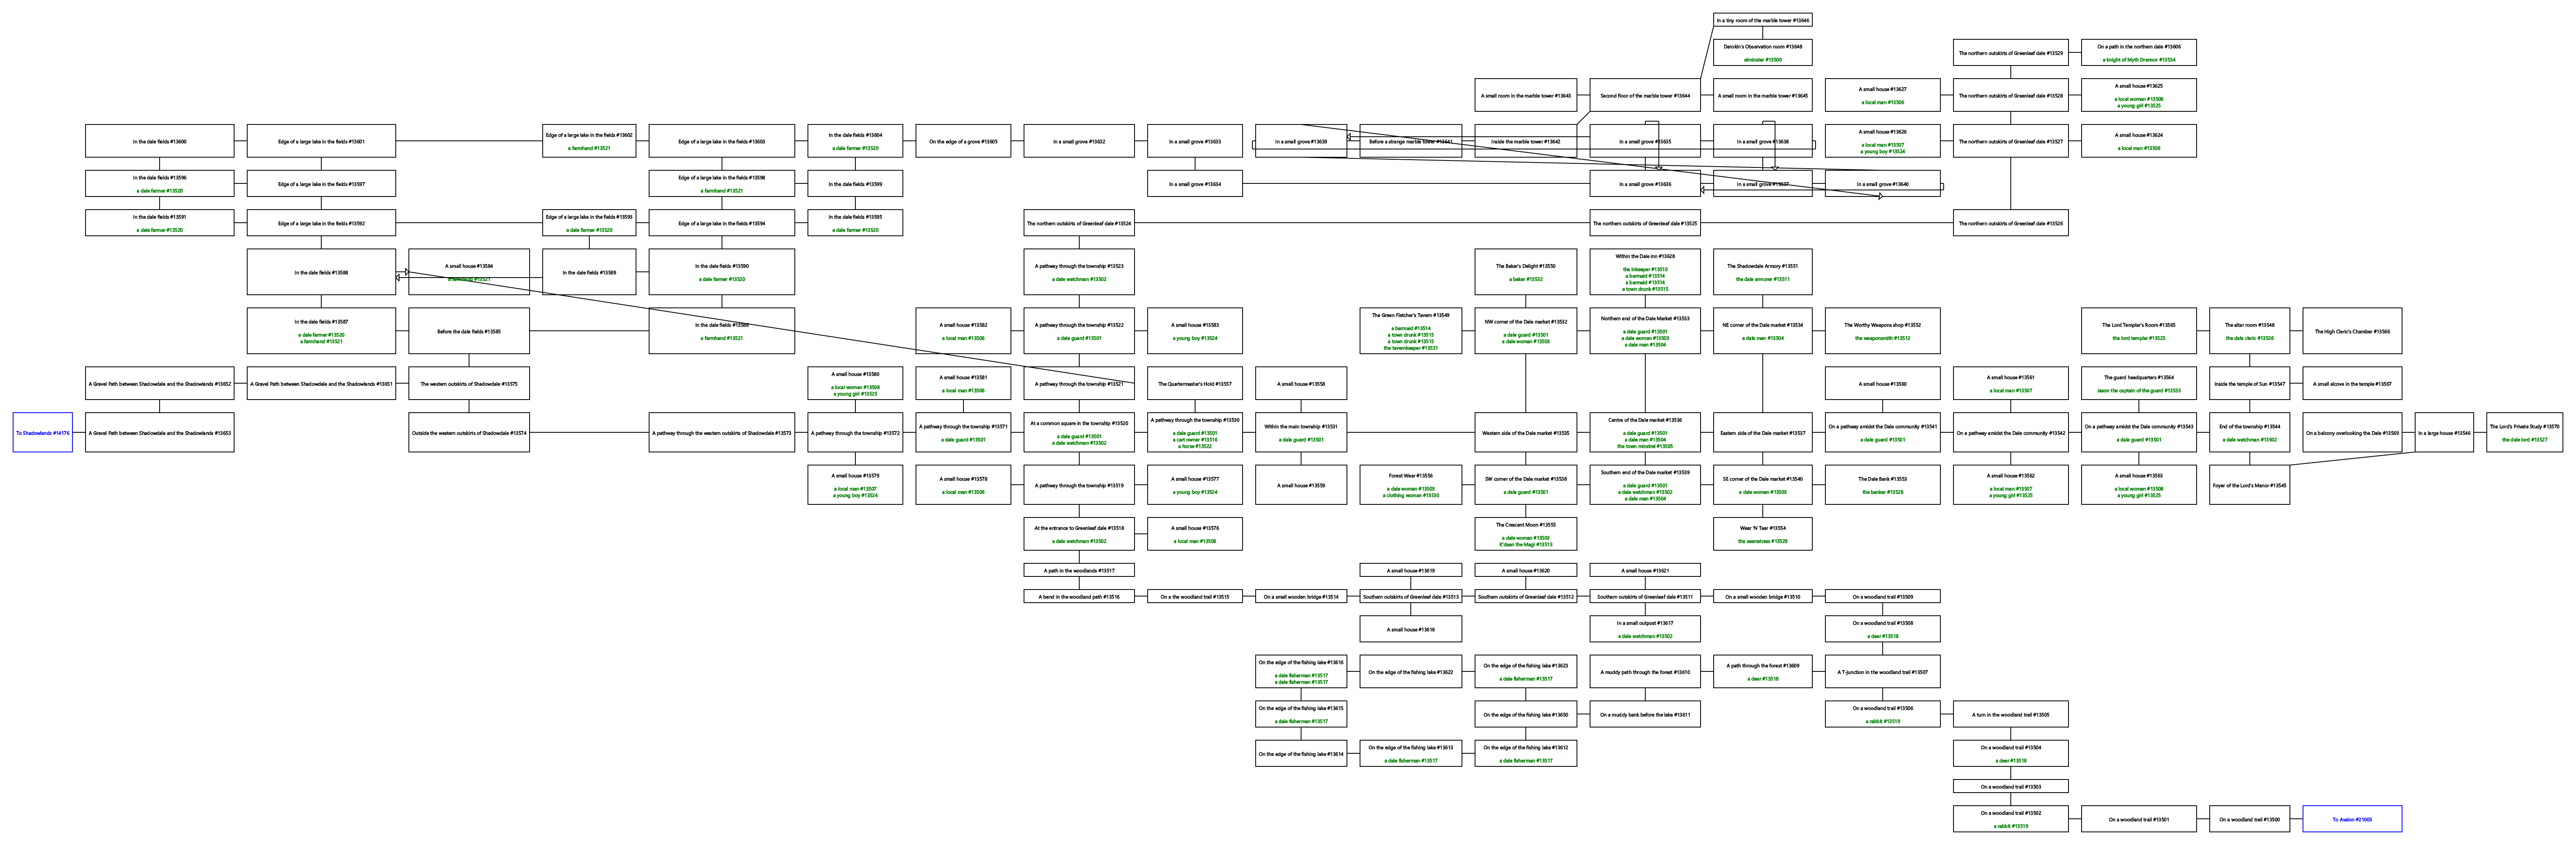 In a tiny room of the marble tower #13646
Darokin's Observation room #13648
elminster #13500
The northern outskirts of Greenleaf dale #13529
On a path in the northern dale #13606
a knight of Myth Drannor #13534
A small room in the marble tower #13643
Second floor of the marble tower #13644
A small room in the marble tower #13645
A small house #13627
a local man #13506
The northern outskirts of Greenleaf dale #13528
A small house #13625
a local woman #13508
a young girl #13525
In the dale fields #13600
Edge of a large lake in the fields #13601
Edge of a large lake in the fields #13602
a farmhand #13521
Edge of a large lake in the fields #13603
In the dale fields #13604
a dale farmer #13520
On the edge of a grove #13605
In a small grove #13632
In a small grove #13633
In a small grove #13639
Before a strange marble tower #13641
Inside the marble tower #13642
In a small grove #13635
In a small grove #13638
A small house #13626
a local man #13507
a young boy #13524
The northern outskirts of Greenleaf dale #13527
A small house #13624
a local man #13506
In the dale fields #13596
a dale farmer #13520
Edge of a large lake in the fields #13597
Edge of a large lake in the fields #13598
a farmhand #13521
In the dale fields #13599
In a small grove #13634
In a small grove #13636
In a small grove #13637
In a small grove #13640
In the dale fields #13591
a dale farmer #13520
Edge of a large lake in the fields #13592
Edge of a large lake in the fields #13593
a dale farmer #13520
Edge of a large lake in the fields #13594
In the dale fields #13595
a dale farmer #13520
The northern outskirts of Greenleaf dale #13524
The northern outskirts of Greenleaf dale #13525
The northern outskirts of Greenleaf dale #13526
In the dale fields #13588
A small house #13584
a farmhand #13521
In the dale fields #13589
In the dale fields #13590
a dale farmer #13520
A pathway through the township #13523
a dale watchman #13502
The Baker's Delight #13550
a baker #13532
Within the Dale Inn #13628
the inkeeper #13510
a barmaid #13514
a barmaid #13514
a town drunk #13515
The Shadowdale Armory #13551
the dale armorer #13511
In the dale fields #13587
a dale farmer #13520
a farmhand #13521
Before the dale fields #13585
In the dale fields #13586
a farmhand #13521
A small house #13582
a local man #13506
A pathway through the township #13522
a dale guard #13501
A small house #13583
a young boy #13524
The Green Fletcher's Tavern #13549
a barmaid #13514
a town drunk #13515
a town drunk #13515
the tavernkeeper #13531
NW corner of the Dale market #13532
a dale guard #13501
a dale woman #13503
Northern end of the Dale Market #13533
a dale guard #13501
a dale woman #13503
a dale man #13504
NE corner of the Dale market #13534
a dale man #13504
The Worthy Weapons shop #13552
the weaponsmith #13512
The Lord Templar's Room #13565
the lord templar #13523
The alter room #13548
the dale cleric #13526
The High Cleric's Chamber #13566
A Gravel Path between Shadowdale and the Shadowlands #13652
A Gravel Path between Shadowdale and the Shadowlands #13651
The western outskirts of Shadowdale #13575
A small house #13580
a local woman #13508
a young girl #13525
A small house #13581
a local man #13506
A pathway through the township #13521
The Quartermaster's Hold #13557
A small house #13558
A small house #13560
A small house #13561
a local man #13507
The guard headquarters #13564
Jason the captain of the guard #13533
Inside the temple of Sun #13547
A small alcove in the temple #13567
To Shadowlands #14176
A Gravel Path between Shadowdale and the Shadowlands #13653
Outside the western outskirts of Shadowdale #13574
A pathway through the western outskirts of Shadowdale #13573
A pathway through the township #13572
A pathway through the township #13571
a dale guard #13501
At a common square in the township #13520
a dale guard #13501
a dale watchman #13502
A pathway through the township #13530
a dale guard #13501
a cart owner #13516
a horse #13522
Within the main township #13531
a dale guard #13501
Western side of the Dale market #13535
Centre of the Dale market #13536
a dale guard #13501
a dale man #13504
the town minstrel #13505
Eastern side of the Dale market #13537
On a pathway amidst the Dale community #13541
a dale guard #13501
On a pathway amidst the Dale community #13542
On a pathway amidst the Dale community #13543
a dale guard #13501
End of the township #13544
a dale watchman #13502
On a balcony overlooking the Dale #13569
In a large house #13546
The Lord's Private Study #13570
the dale lord #13527
A small house #13579
a local man #13507
a young boy #13524
A small house #13578
a local man #13506
A pathway through the township #13519
A small house #13577
a young boy #13524
A small house #13559
Forest Wear #13556
a dale woman #13503
a clothing woman #13530
SW corner of the Dale market #13538
a dale guard #13501
Southern end of the Dale market #13539
a dale guard #13501
a dale watchman #13502
a dale man #13504
SE corner of the Dale market #13540
a dale woman #13503
The Dale Bank #13553
the banker #13528
A small house #13562
a local man #13507
a young girl #13525
A small house #13563
a local woman #13508
a young girl #13525
Foyer of the Lord's Manor #13545
At the entrance to Greenleaf dale #13518
a dale watchman #13502
A small house #13576
a local man #13506
The Crescent Moon #13555
a dale woman #13503
K'daan the Magi #13513
Wear 'N Tear #13554
the seamstress #13529
A path in the woodlands #13517
A small house #13619
A small house #13620
A small house #13621
A bend in the woodland path #13516
On a the woodland trail #13515
On a small wooden bridge #13514
Southern outskirts of Greenleaf dale #13513
Southern outskirts of Greenleaf dale #13512
Southern outskirts of Greenleaf dale #13511
On a small wooden bridge #13510
On a woodland trail #13509
A small house #13618
In a small outpost #13617
a dale watchman #13502
On a woodland trail #13508
a deer #13518
On the edge of the fishing lake #13616
a dale fisherman #13517
a dale fisherman #13517
On the edge of the fishing lake #13622
On the edge of the fishing lake #13623
a dale fisherman #13517
A muddy path through the forest #13610
A path through the forest #13609
a deer #13518
A T-junction in the woodland trail #13507
On the edge of the fishing lake #13615
a dale fisherman #13517
On the edge of the fishing lake #13650
On a muddy bank before the lake #13611
On a woodland trail #13506
a rabbit #13519
A turn in the woodland trail #13505
On the edge of the fishing lake #13614
On the edge of the fishing lake #13613
a dale fisherman #13517
On the edge of the fishing lake #13612
a dale fisherman #13517
On a woodland trail #13504
a deer #13518
On a woodland trail #13503
On a woodland trail #13502
a rabbit #13519
On a woodland trail #13501
On a woodland trail #13500
To Avalon #21003